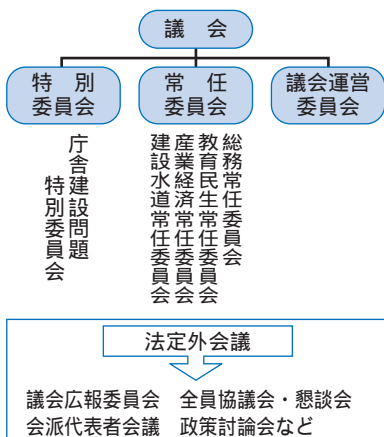 議会
特別
委員会
常任
委員会
議会運営
委員会
庁舎建設問題
特別委員会
総務常任委員会
教育民生常任委員会
産業経済常任委員会
建設水道常任委員会
法定外会議
議会広報委員会 全員協議会・懇談会
会派代表者会議 政策討論会など